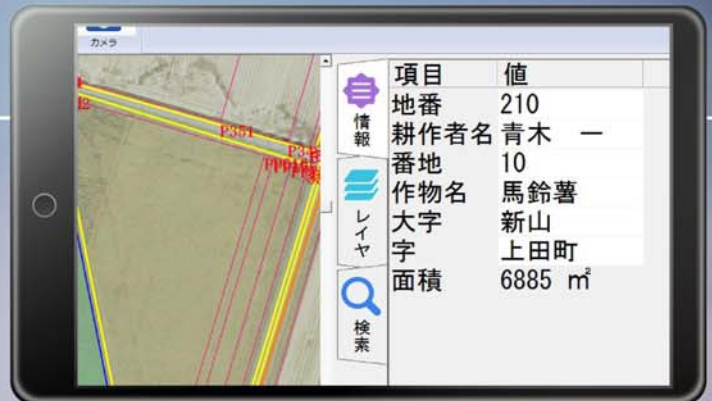 カメラ
P351
情報
レイヤ
検索
項目 値
地番 210
耕作者名 青木 一
番地 10
作物名 馬鈴薯
大字 新山
字 上田町
面積 6885 ㎡